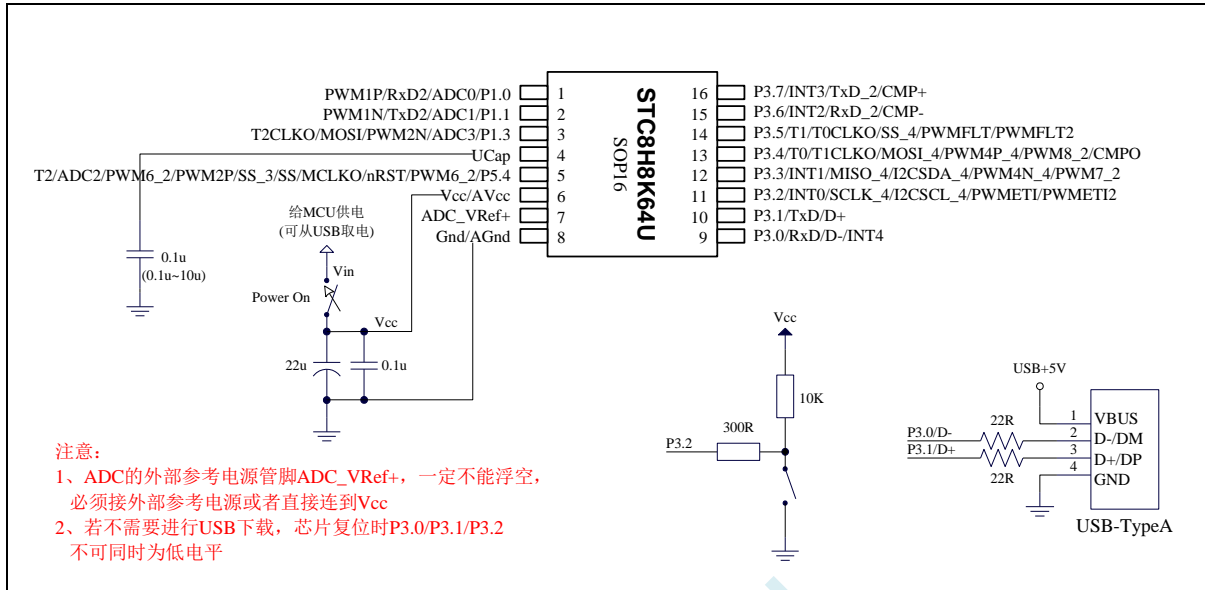 PWM1P/RxD2/ADC0/P1.0
PWM1N/TxD2/ADC1/P1.1
T2CLKO/MOSI/PWM2N/ADC3/P1.3
UCap
T2/ADC2/PWM6_2/PWM2P/SS_3/SS/MCLKO/nRST/PWM6_2/P5.4
Vcc/AVcc
ADC_VRef+
Gnd/AGnd
1
2
3
4
5
6
7
8
STC8H8K64U
SOP16
16
15
14
13
12
11
10
9
P3.7/INT3/TxD_2/CMP+
P3.6/INT2/RxD_2/CMP-
P3.5/T1/T0CLKO/SS_4/PWMFLT/PWMFLT2
P3.4/T0/T1CLKO/MOSI_4/PWM4P_4/PWM8_2/CMPO
P3.3/INT1/MISO_4/I2CSDA_4/PWM4N_4/PWM7_2
P3.2/INT0/SCLK_4/I2CSCL_4/PWMETI/PWMETI2
P3.1/TxD/D+
P3.0/RxD/D-/INT4
0.1u
(0.1u~10u)
给MCU供电
(可从USB取电)
Vin
Power On
Vcc
22u
0.1u
Vcc
10K
300R
P3.2
USB+5V
22R
P3.0/D-
P3.1/D+
22R
1
2
3
4
VBUS
D-/DM
D+/DP
GND
USB-TypeA
注意：
1、ADC的外部参考电源管脚ADC_VRef+，一定不能浮空，
必须接外部参考电源或者直接连到Vcc
2、若不需要进行USB下载，芯片复位时P3.0/P3.1/P3.2
不可同时为低电平